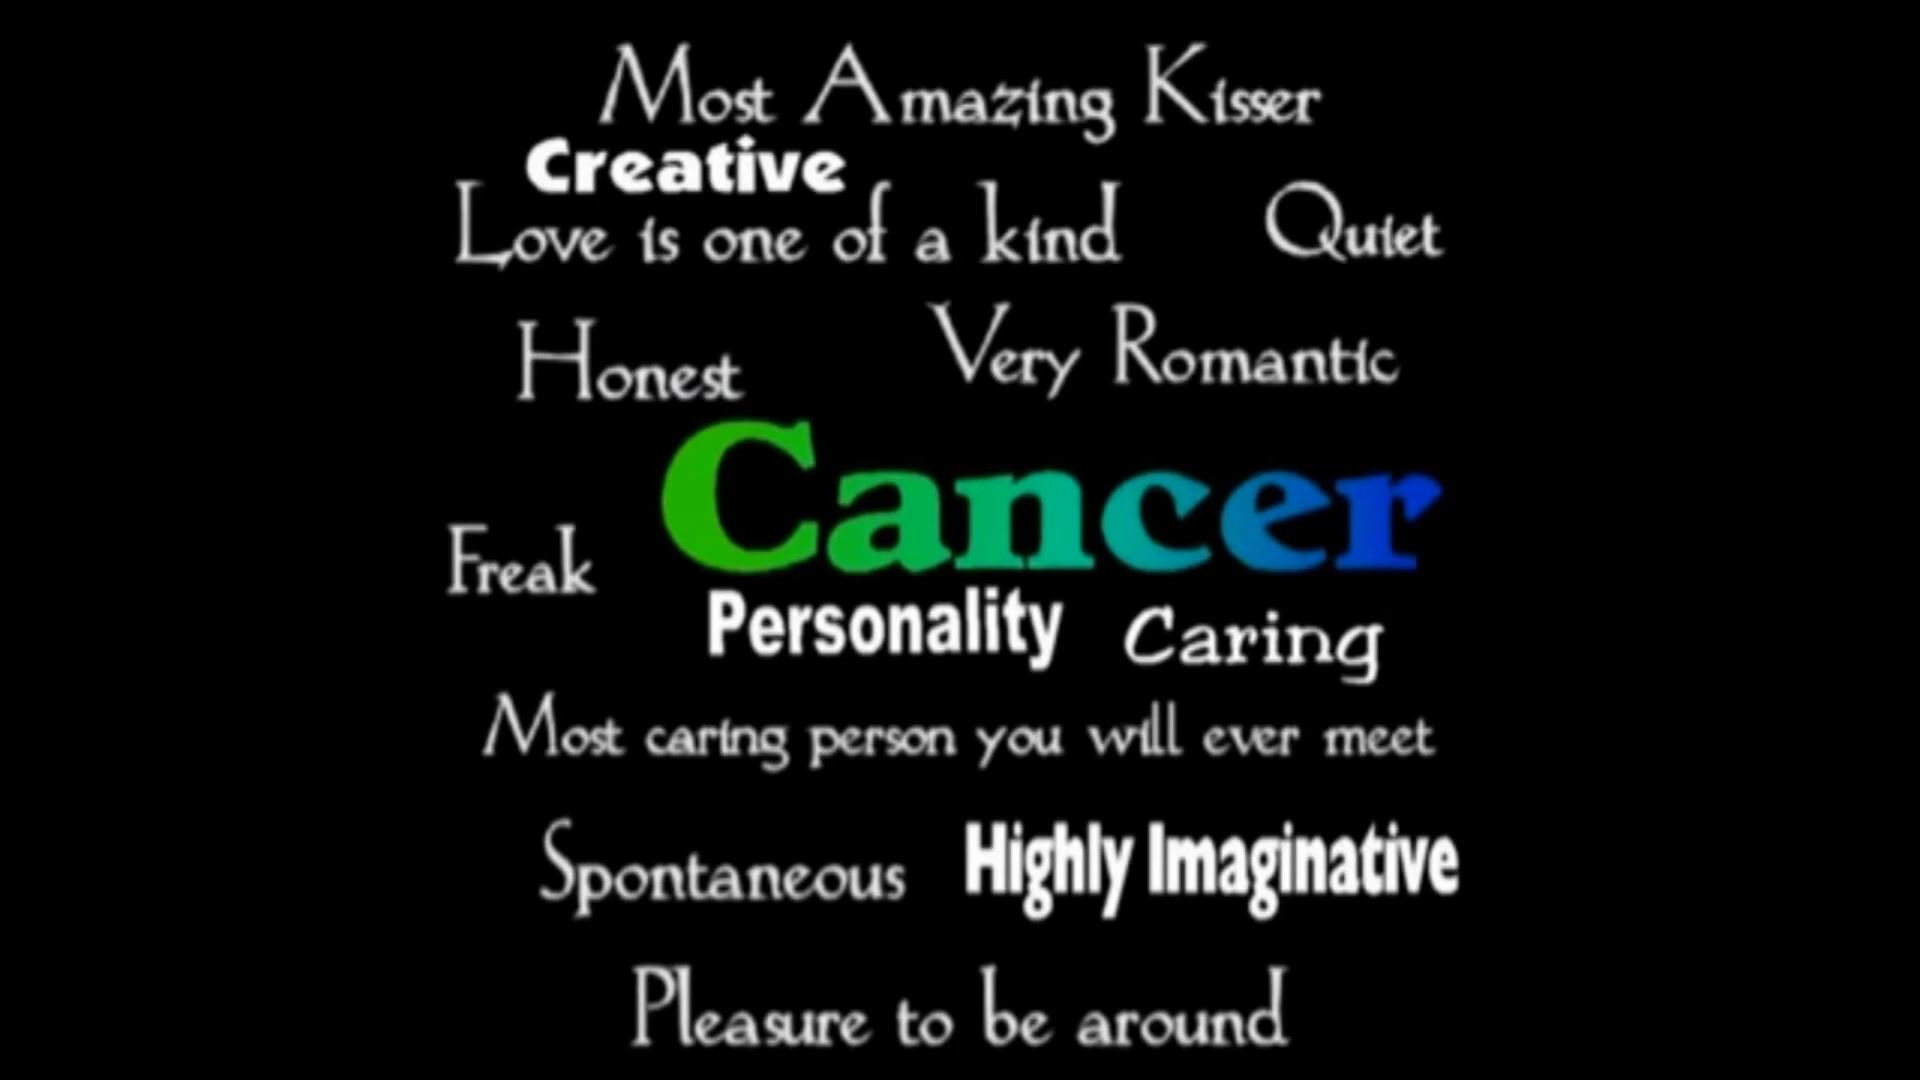 Most Amazing Kisser
Creative
Love is one of a kind
Quiet
Honest
Very Romantic
Cancer
Freak
Personality
Caring
Most caring person you will ever meet
Spontaneous
Highly Imaginative
Pleasure to be around